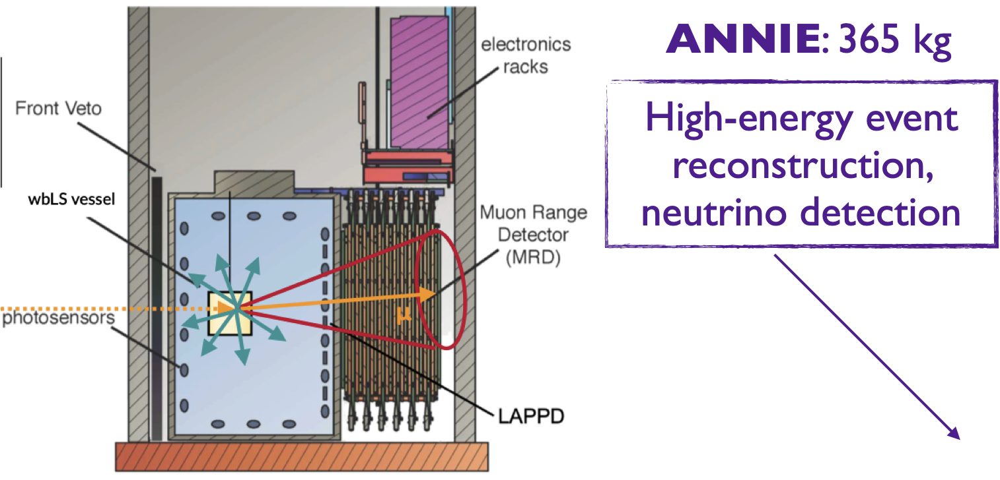 electronics
racks
Front Veto
wbLS vessel
Muon Range
Detector
(MRD)
μ
photosensors
LAPPD
ANNIE: 365 kg
High-energy event
reconstruction,
neutrino detection